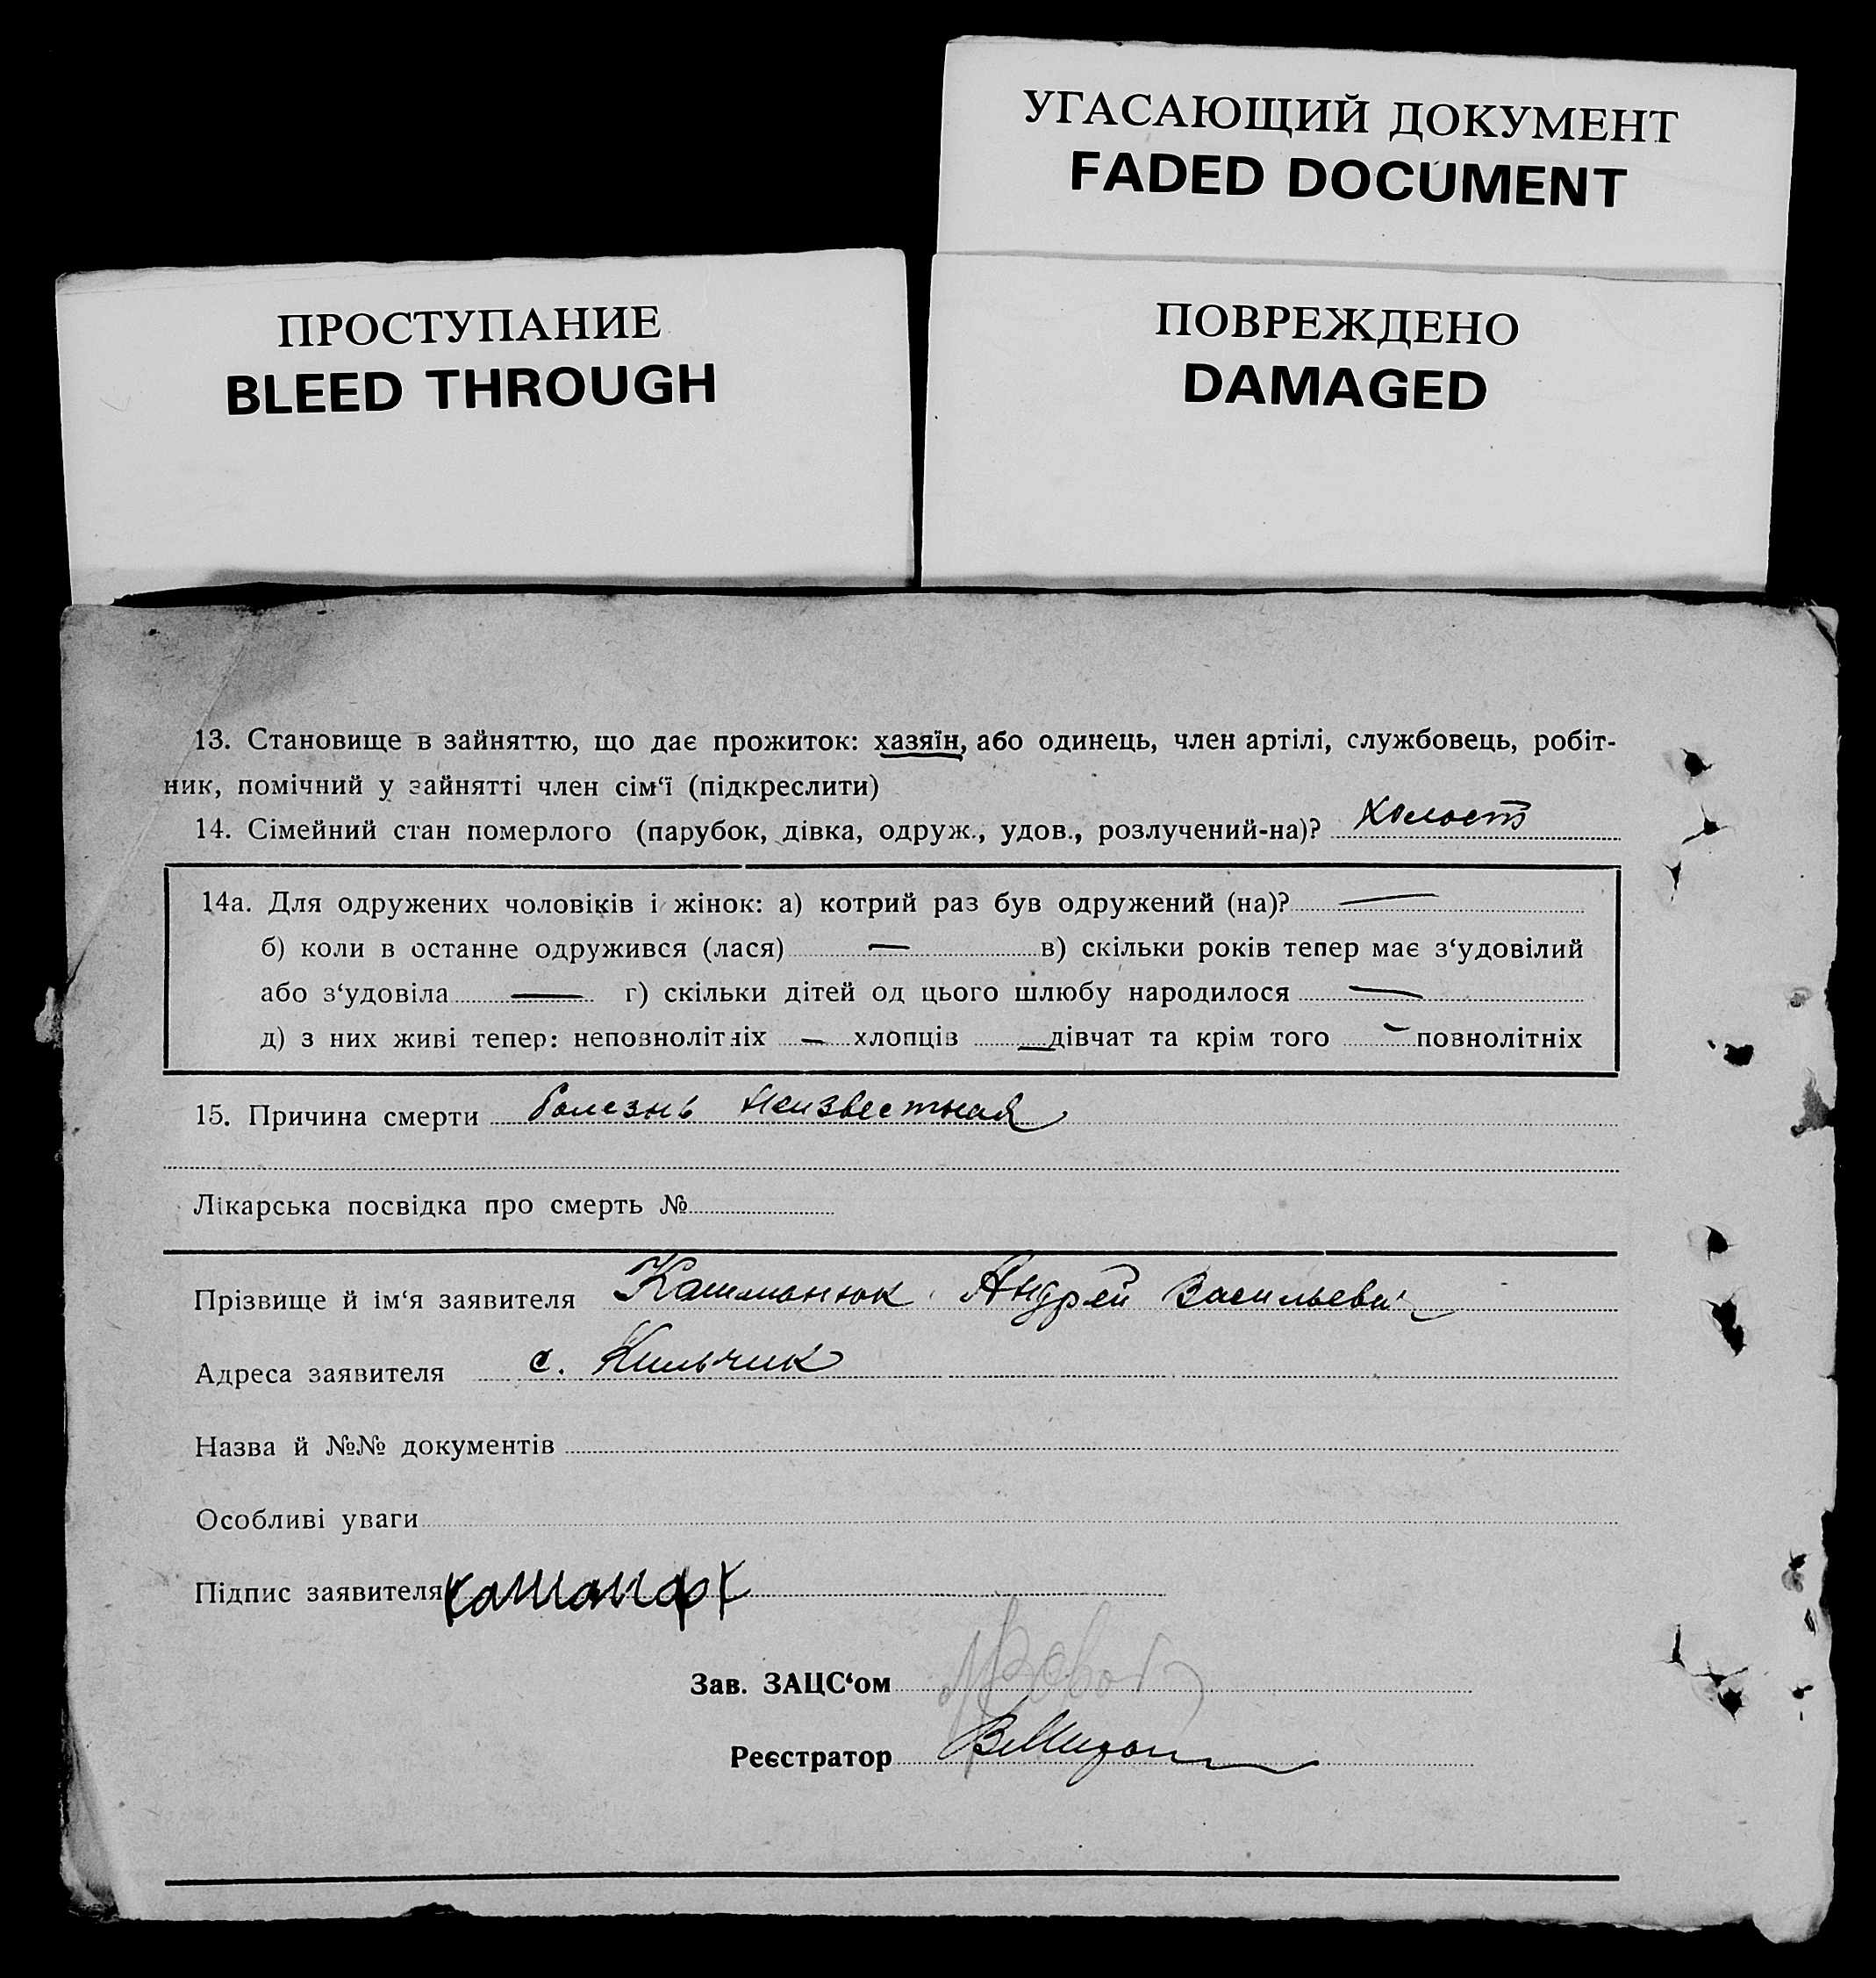 УГАСАЮЩИЙ ДОКУМЕНТ
FADED DOCUMENT
ПРОСТУПАНИЕ
BLEED THROUGH
ПОВРЕЖДЕНО
DAMAGED
13. Становище в зайняттю, що дає прожиток: хазяїн, або одинець, член артілі, службовець, робіт-
ник, помічний у зайнятті член сім‘ї (підкреслити)
14. Сімейний стан померлого (парубок, дівка, одруж., удов., розлучений-на)? холост
14а. Для одружених чоловіків і жінок: а) котрий раз був одружений (на)? —
б) коли в останне одружився (лася) — в) скільки років тепер має з‘удовілий
або з‘удовіла — г) скільки дітей од цього шлюбу народилося —
д) з них живі тепер: неповнолітніх — хлопців — дівчат та крім того — повнолітніх
15. Причина смерти болезнь неизвестная
Лікарська посвідка про смерть №
Прізвище й ім‘я заявителя Кашманюк Андрей Васильевич
Адреса заявителя с. Кильчик
Назва й №№ документів
Особливі уваги
Підпис заявителя
Зав. ЗАЦС‘ом
Реєстратор